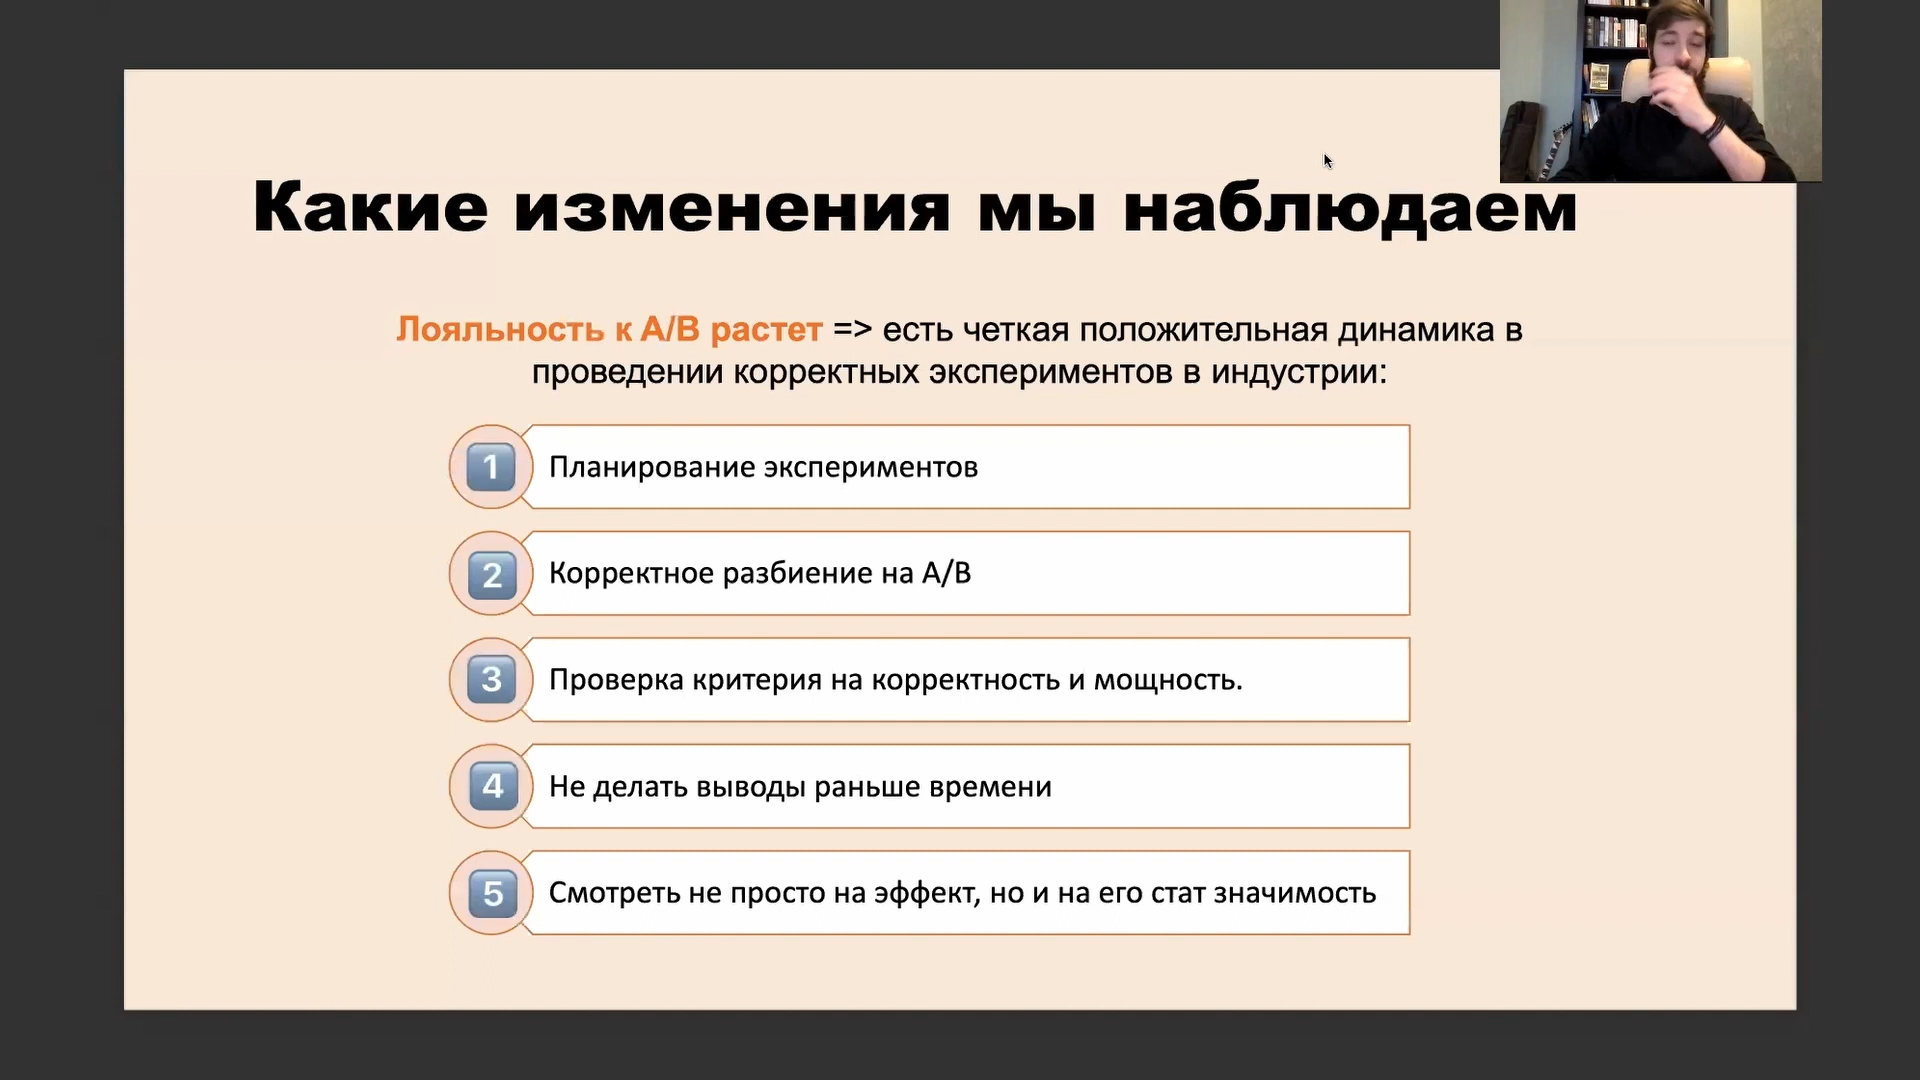 Какие изменения мы наблюдаем
Лояльность к А/В растет => есть четкая положительная динамика в
проведении корректных экспериментов в индустрии:
1 Планирование экспериментов
2 Корректное разбиение на А/В
3 Проверка критерия на корректность и мощность.
4 Не делать выводы раньше времени
5 Смотреть не просто на эффект, но и на его стат значимость